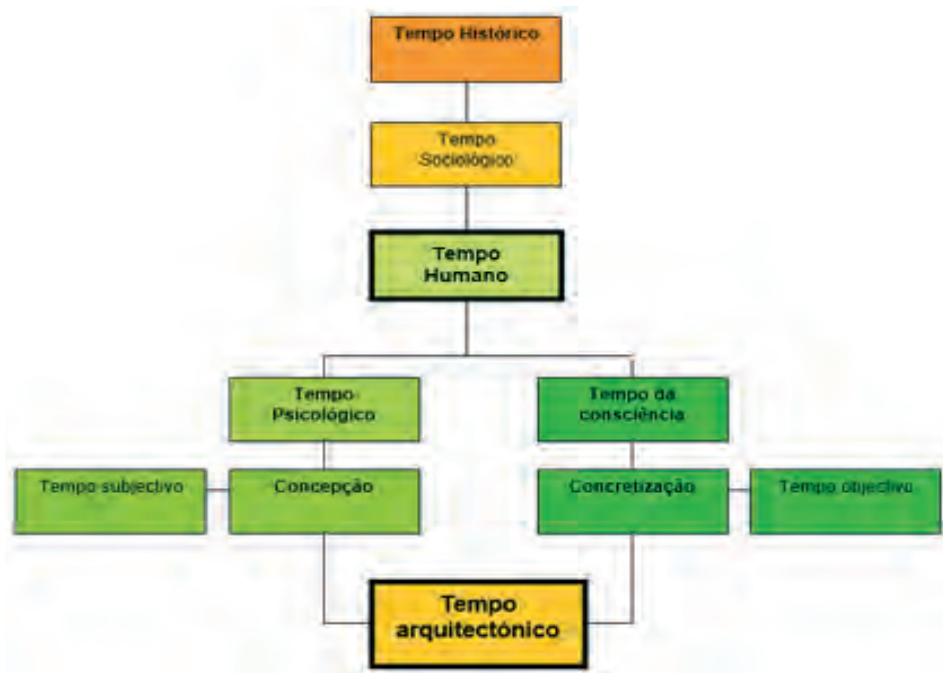 Tempo Histórico
Tempo
Sociológico
Tempo
Humano
Tempo
Psicológico
Tempo da
consciência
Tempo subjectivo
Concepção
Concretização
Tempo objectivo
Tempo
arquitectónico